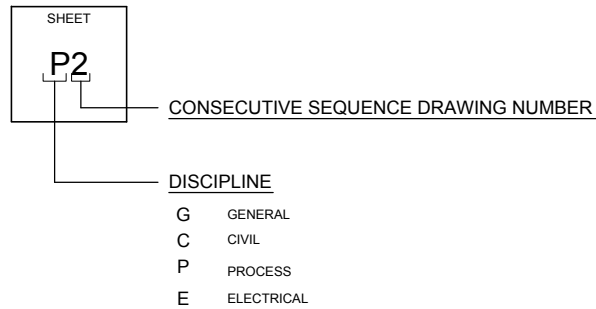 SHEET
P2
CONSECUTIVE SEQUENCE DRAWING NUMBER
DISCIPLINE
G GENERAL
C CIVIL
P PROCESS
E ELECTRICAL